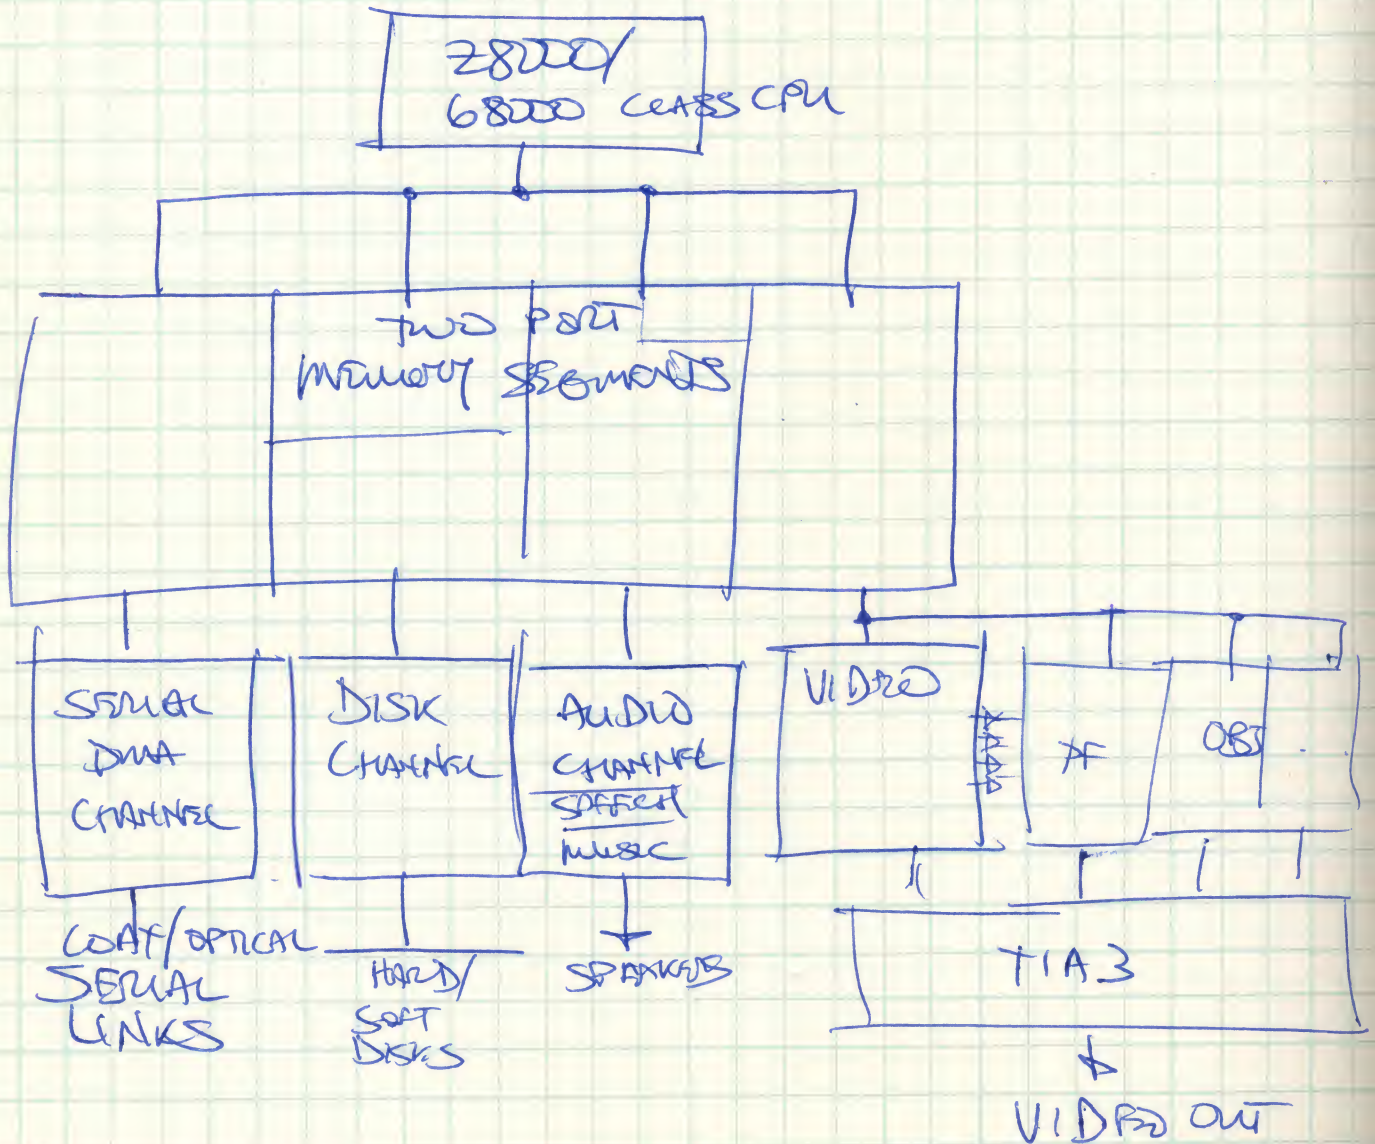 Z8000/
68000 CLASS CPU
TWO PORT
MEMORY SEGMENTS
SERIAL
DMA
CHANNEL
DISK
CHANNEL
AUDIO
CHANNEL
SPEECH
MUSIC
VIDEO
PF
OBJ
COAX/OPTICAL
SERIAL
LINKS
HARD/
SOFT
DISKS
SPEAKERS
TIA 3
VIDEO OUT